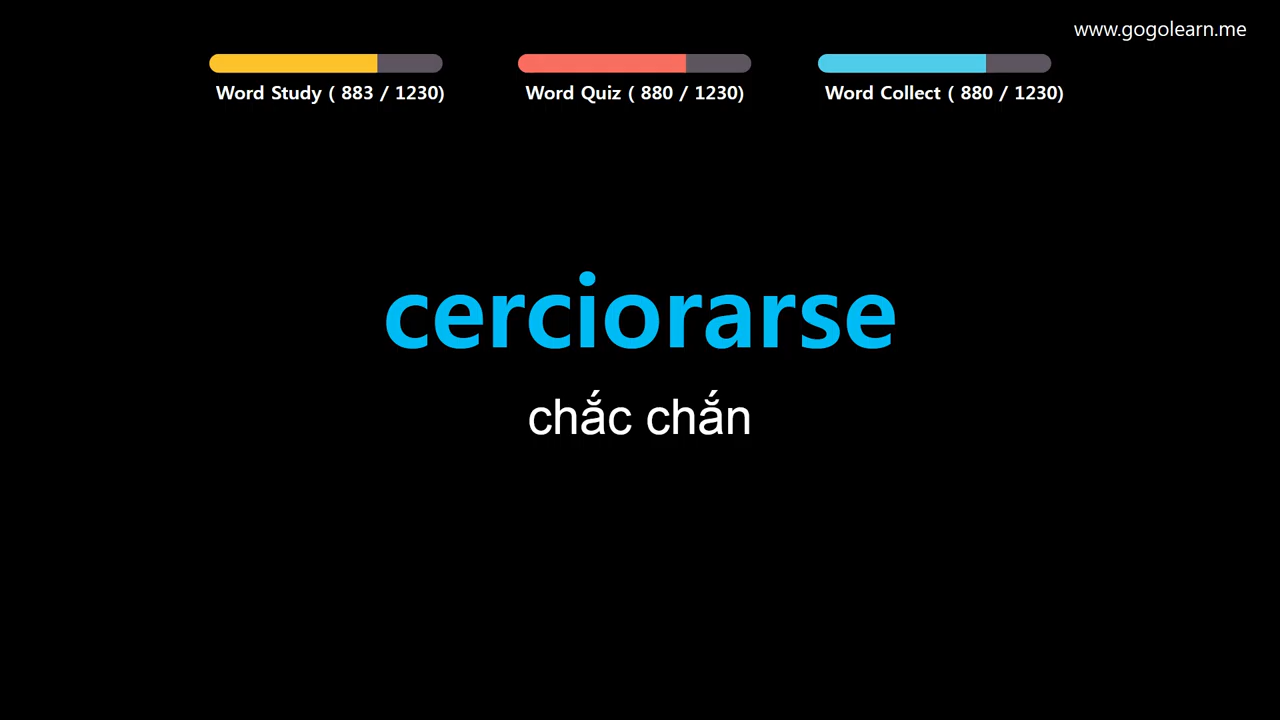 www.gogolearn.me
Word Study ( 883 / 1230)
Word Quiz ( 880 / 1230)
Word Collect ( 880 / 1230)
cerciorarse
chắc chắn